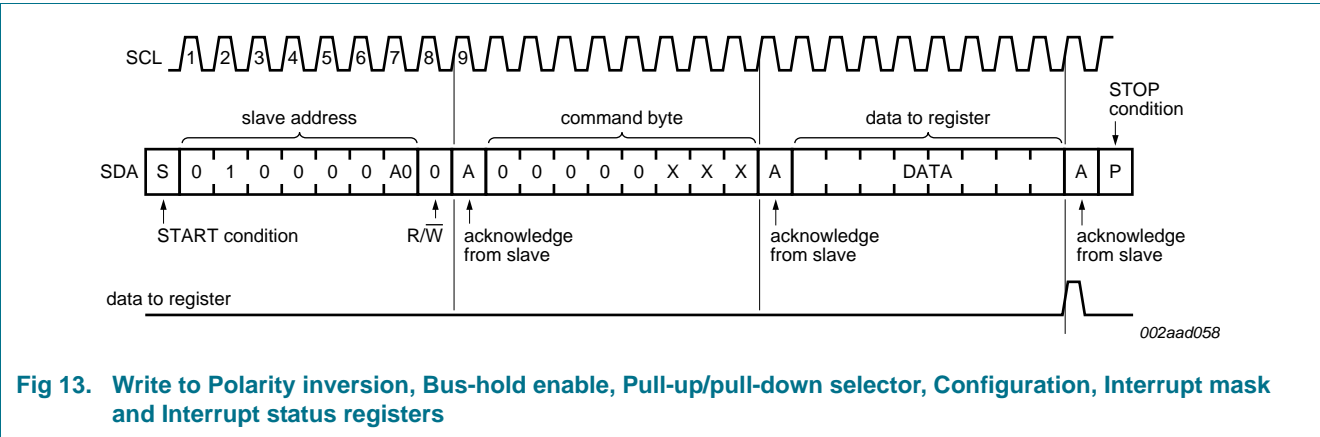 SCL 1 2 3 4 5 6 7 8 9
STOP
condition
slave address command byte data to register
SDA S 0 1 0 0 0 0 A0 0 A 0 0 0 0 0 X X X A DATA A P
START condition R/W acknowledge
from slave acknowledge
from slave acknowledge
from slave
data to register
002aad058
Fig 13. Write to Polarity inversion, Bus-hold enable, Pull-up/pull-down selector, Configuration, Interrupt mask
and Interrupt status registers